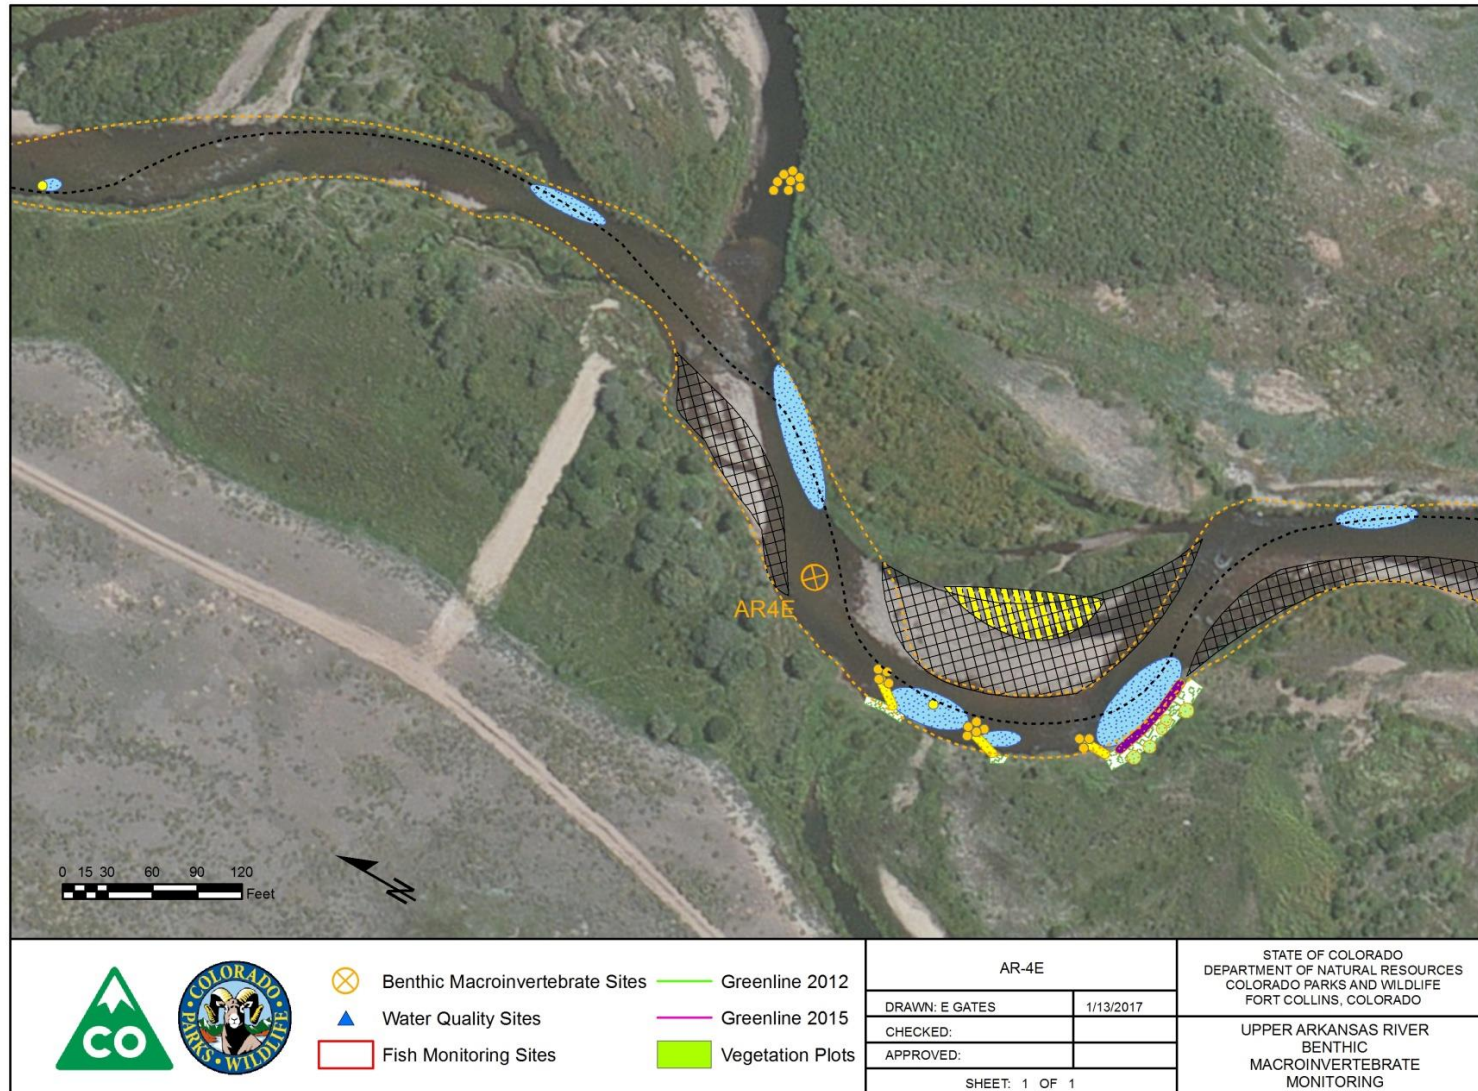 AR4E
0 15 30 60 90 120
Feet
N
CO
COLORADO
PARKS • WILDLIFE
Benthic Macroinvertebrate Sites
Water Quality Sites
Fish Monitoring Sites
Greenline 2012
Greenline 2015
Vegetation Plots
AR-4E
DRAWN: E GATES 1/13/2017
CHECKED:
APPROVED:
SHEET: 1 OF 1
STATE OF COLORADO
DEPARTMENT OF NATURAL RESOURCES
COLORADO PARKS AND WILDLIFE
FORT COLLINS, COLORADO
UPPER ARKANSAS RIVER
BENTHIC
MACROINVERTEBRATE
MONITORING